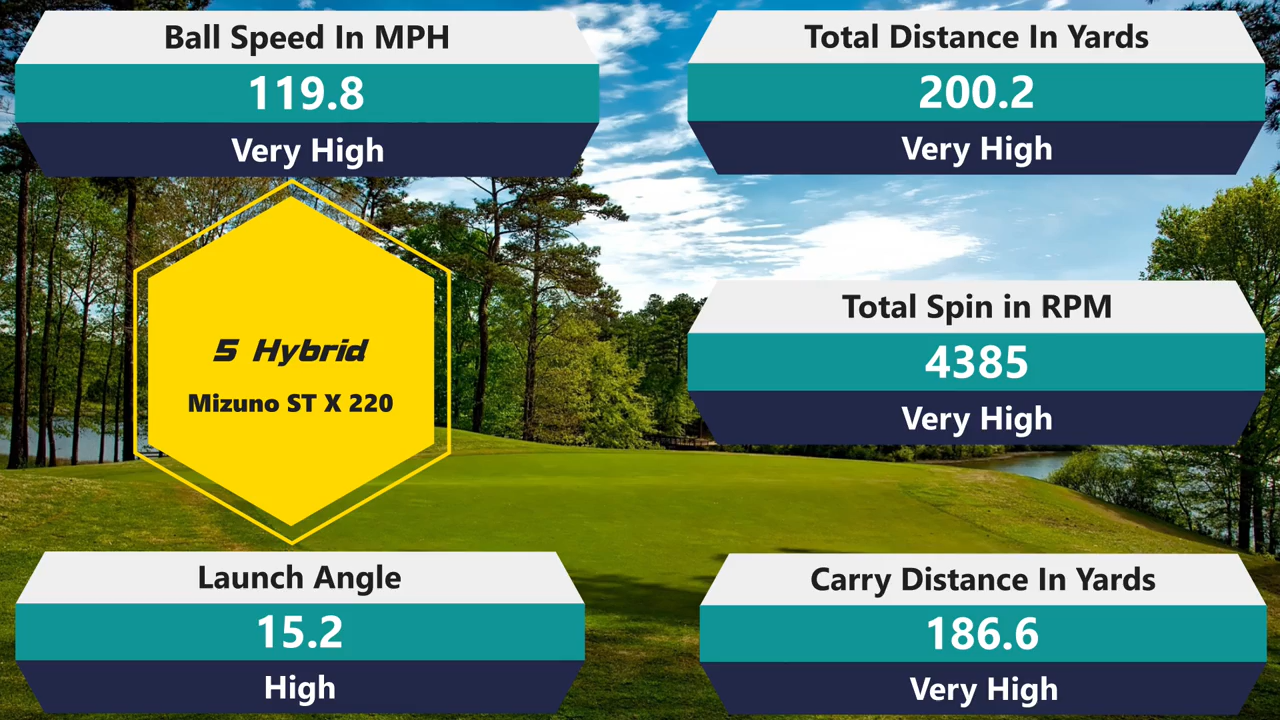 Ball Speed In MPH
119.8
Very High
Total Distance In Yards
200.2
Very High
5 Hybrid
Mizuno ST X 220
Total Spin in RPM
4385
Very High
Launch Angle
15.2
High
Carry Distance In Yards
186.6
Very High